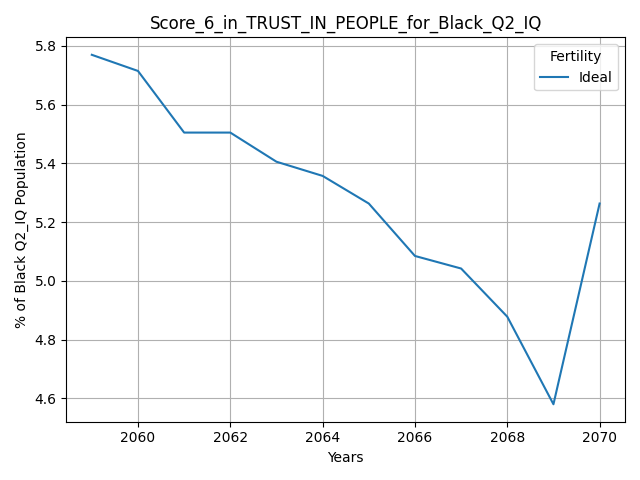 Score_6_in_TRUST_IN_PEOPLE_for_Black_Q2_IQ
Fertility
Ideal
5.8
5.6
5.4
5.2
5.0
4.8
4.6
% of Black Q2_IQ Population
2060 2062 2064 2066 2068 2070
Years